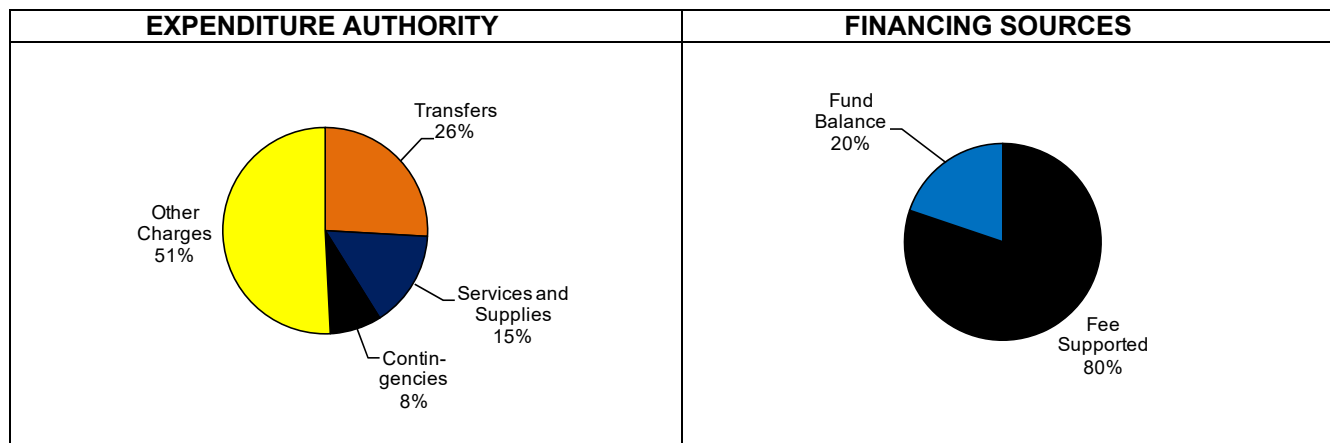 EXPENDITURE AUTHORITY
Transfers
26%
Other
Charges
51%
Services and
Supplies
15%
Contin-
gencies
8%
FINANCING SOURCES
Fund
Balance
20%
Fee
Supported
80%